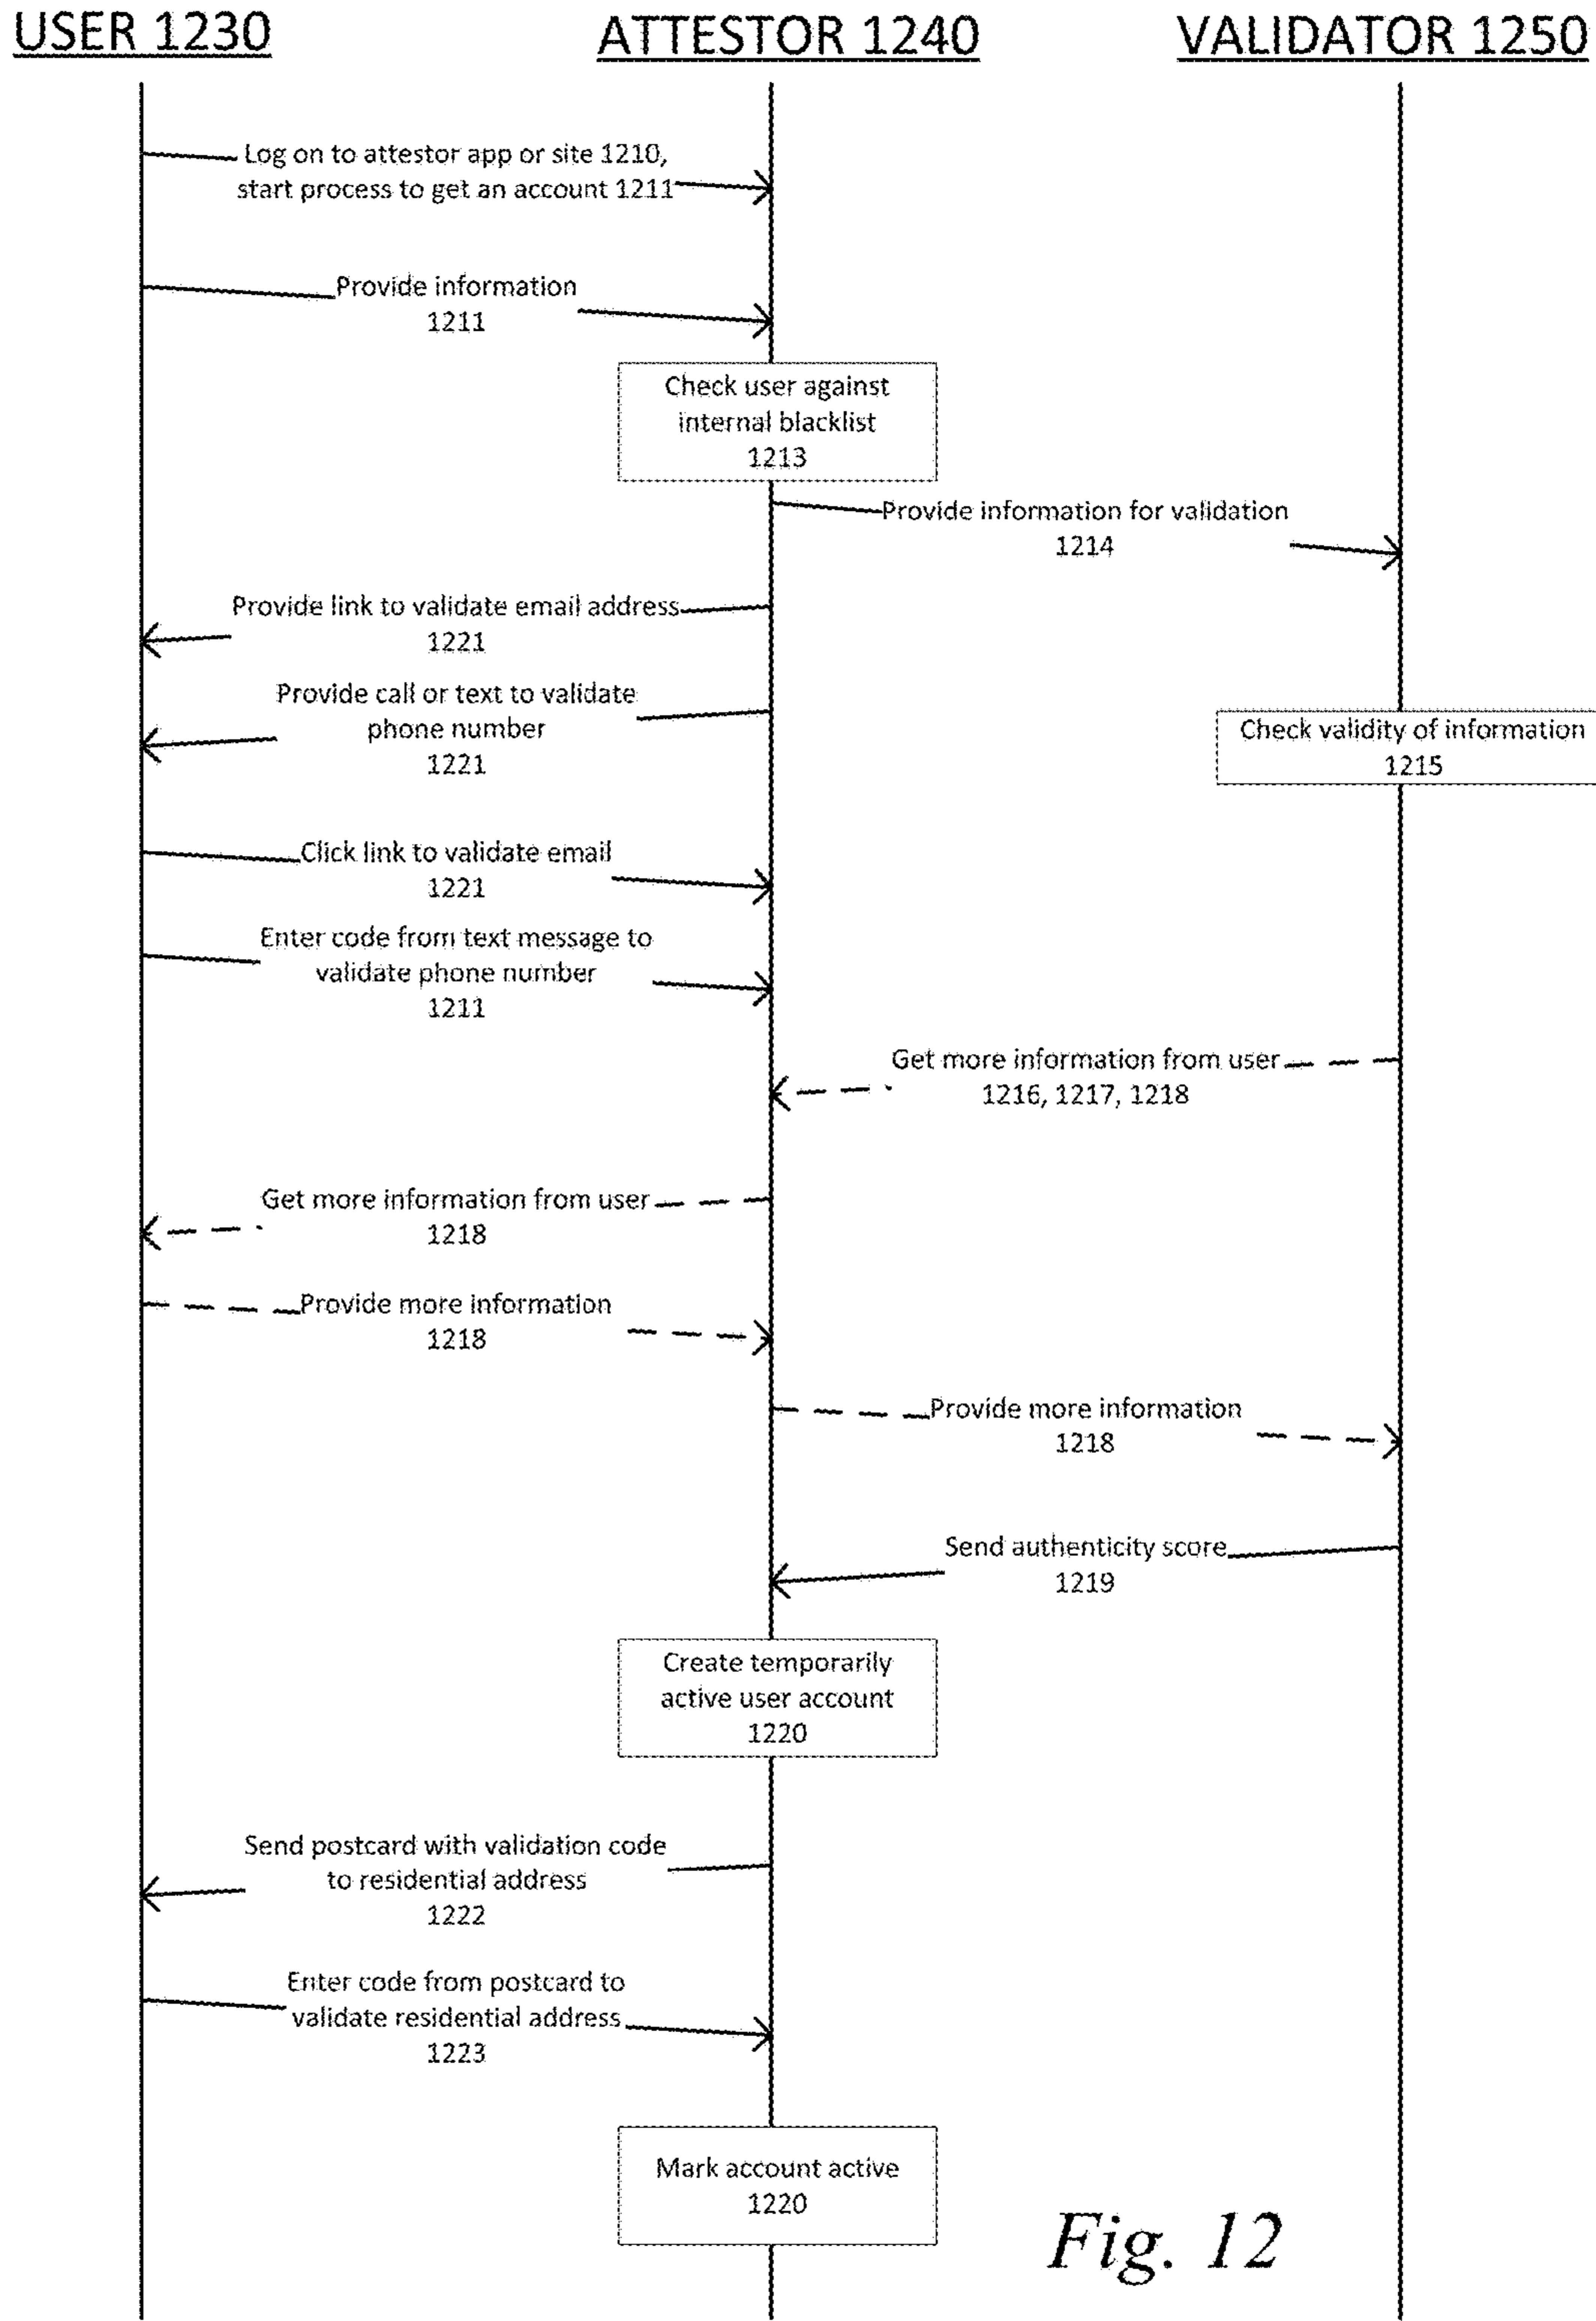 USER 1230
ATTESTOR 1240
VALIDATOR 1250
Log on to attestor app or site 1210,
start process to get an account 1211
Provide information
1211
Check user against
internal blacklist
1213
Provide information for validation
1214
Provide link to validate email address
1221
Provide call or text to validate
phone number
1221
Check validity of information
1215
Click link to validate email
1221
Enter code from text message to
validate phone number
1211
Get more information from user
1216, 1217, 1218
Get more information from user
1218
Provide more information
1218
Provide more information
1218
Send authenticity score
1219
Create temporarily
active user account
1220
Send postcard with validation code
to residential address
1222
Enter code from postcard to
validate residential address
1223
Mark account active
1220
Fig. 12